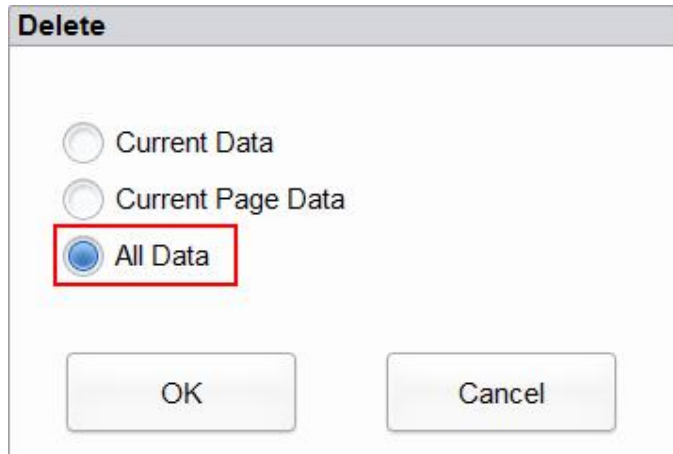 Delete
Current Data
Current Page Data
All Data
OK Cancel